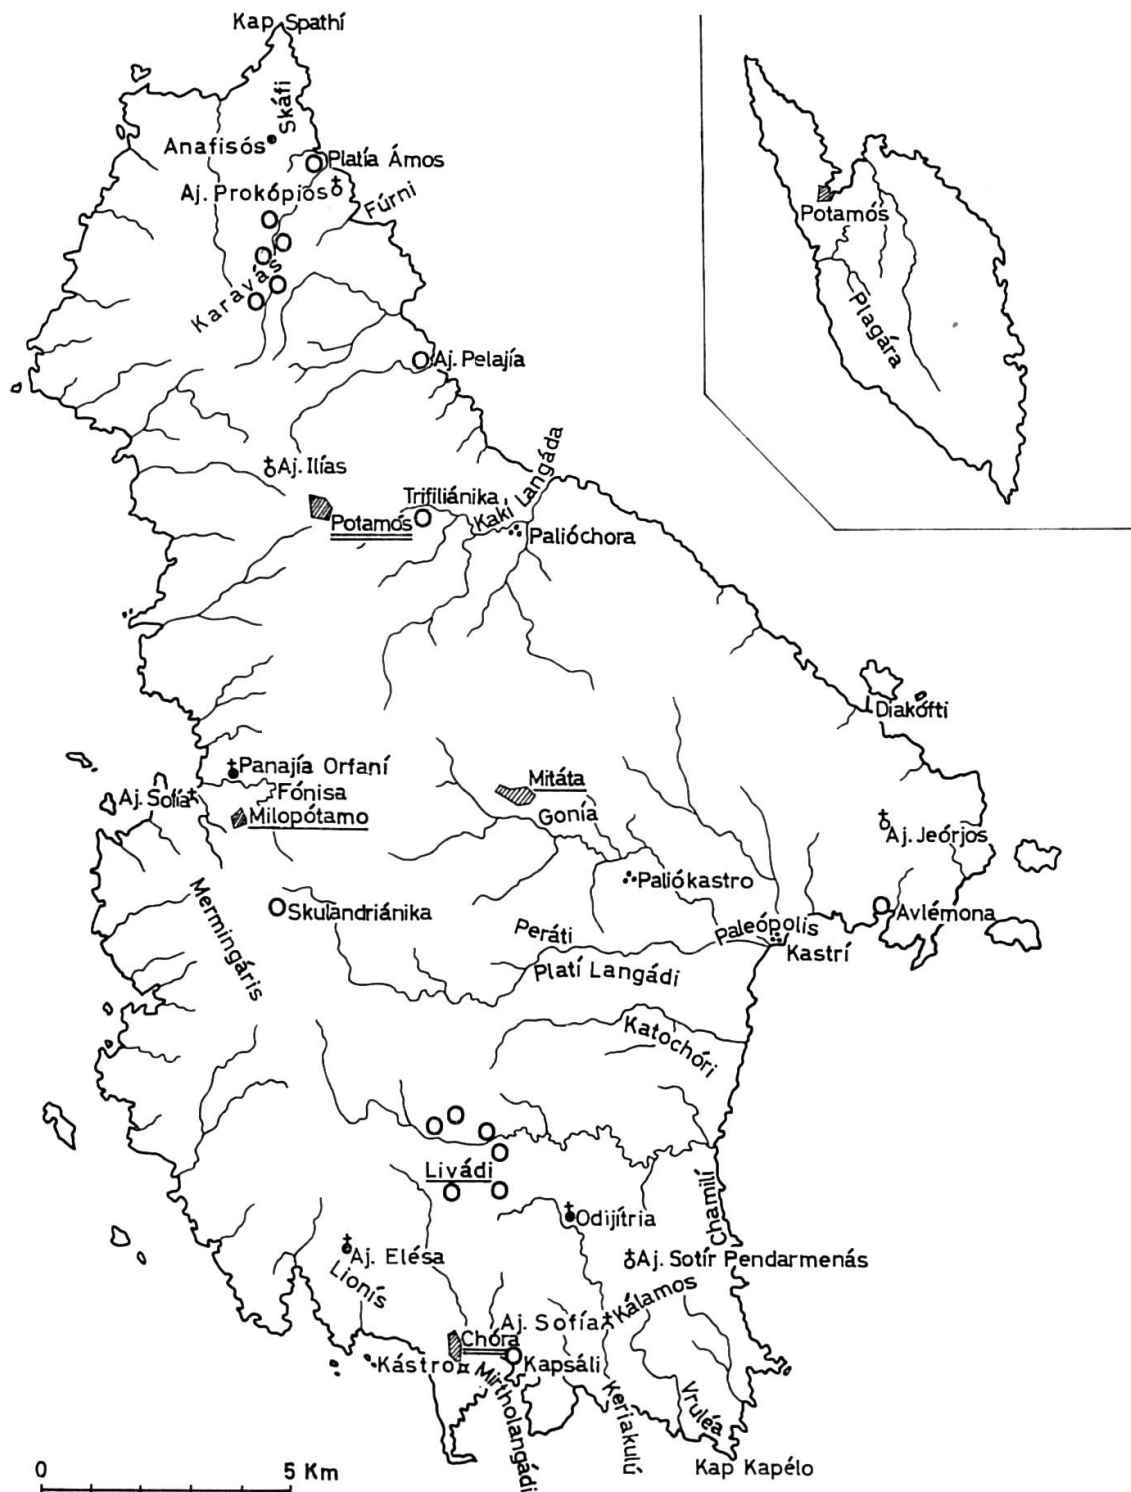 Kap Spathí
Skáfi
Anafisós
Platía Ámos
Aj. Prokópios
Fúrni
Karavás
Potamós
Plagára
Aj. Pelajía
Aj. Ilías
Trifiliánika
Kakí Langáda
Potamós
Palióchora
Diakófti
Panajía Orfaní
Mitáta
Aj. Sofía
Fónisa
Gonía
Milopótamo
Aj. Jeórjos
Mermingáris
Paliókastro
Skulandriánika
Avlémona
Peráti
Paleópolis
Kastrí
Platí Langádi
Katochóri
Livádi
Chamilí
Odijítria
Aj. Elésa
Aj. Sotír Pendarmenás
Lionís
Kálamos
Aj. Sofía
Chóra
Kástro
Kapsáli
Mirtholangádi
Keriakulú
Vruléa
Kap Kapélo
0 5 Km